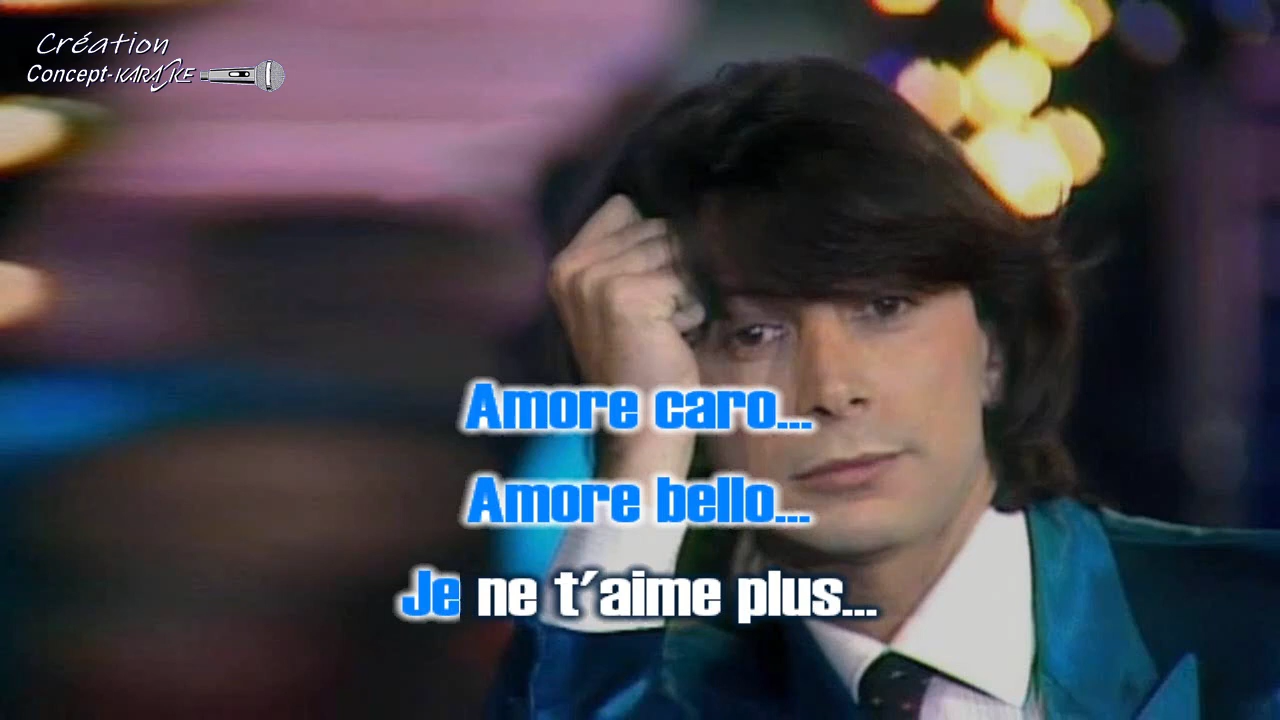 Création
Concept-KARAOKE
Amore caro...
Amore bello...
Je ne t'aime plus...